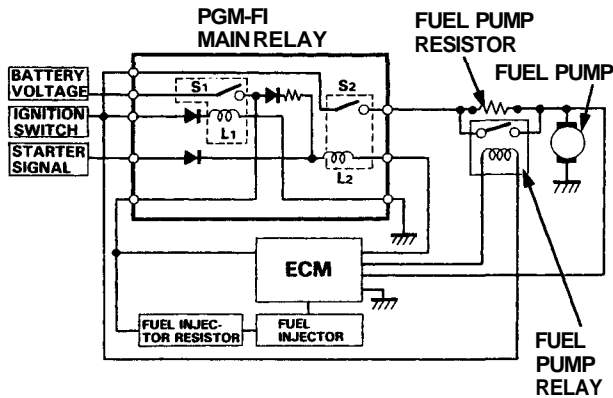 PGM-FI
MAIN RELAY
FUEL PUMP
RESISTOR
FUEL PUMP
BATTERY
VOLTAGE
IGNITION
SWITCH
STARTER
SIGNAL
S1
L1
S2
L2
ECM
FUEL INJEC-
TOR RESISTOR
FUEL
INJECTOR
FUEL
PUMP
RELAY